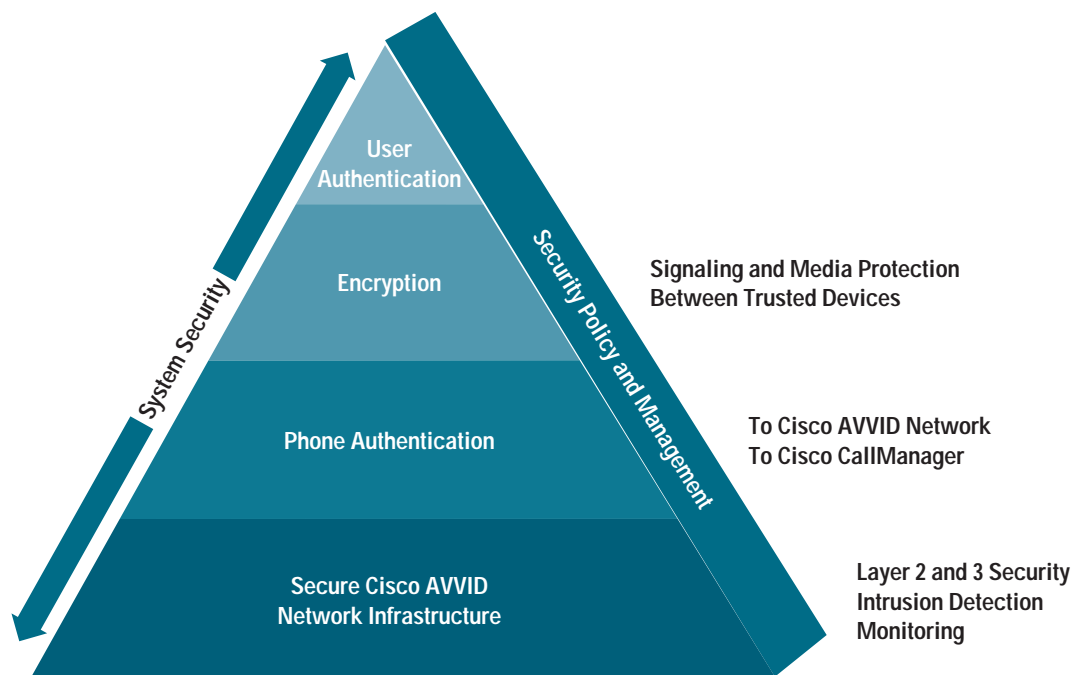 User
Authentication
Encryption
Signaling and Media Protection
Between Trusted Devices
System Security
Security Policy and Management
Phone Authentication
To Cisco AVVID Network
To Cisco CallManager
Secure Cisco AVVID
Network Infrastructure
Layer 2 and 3 Security
Intrusion Detection
Monitoring